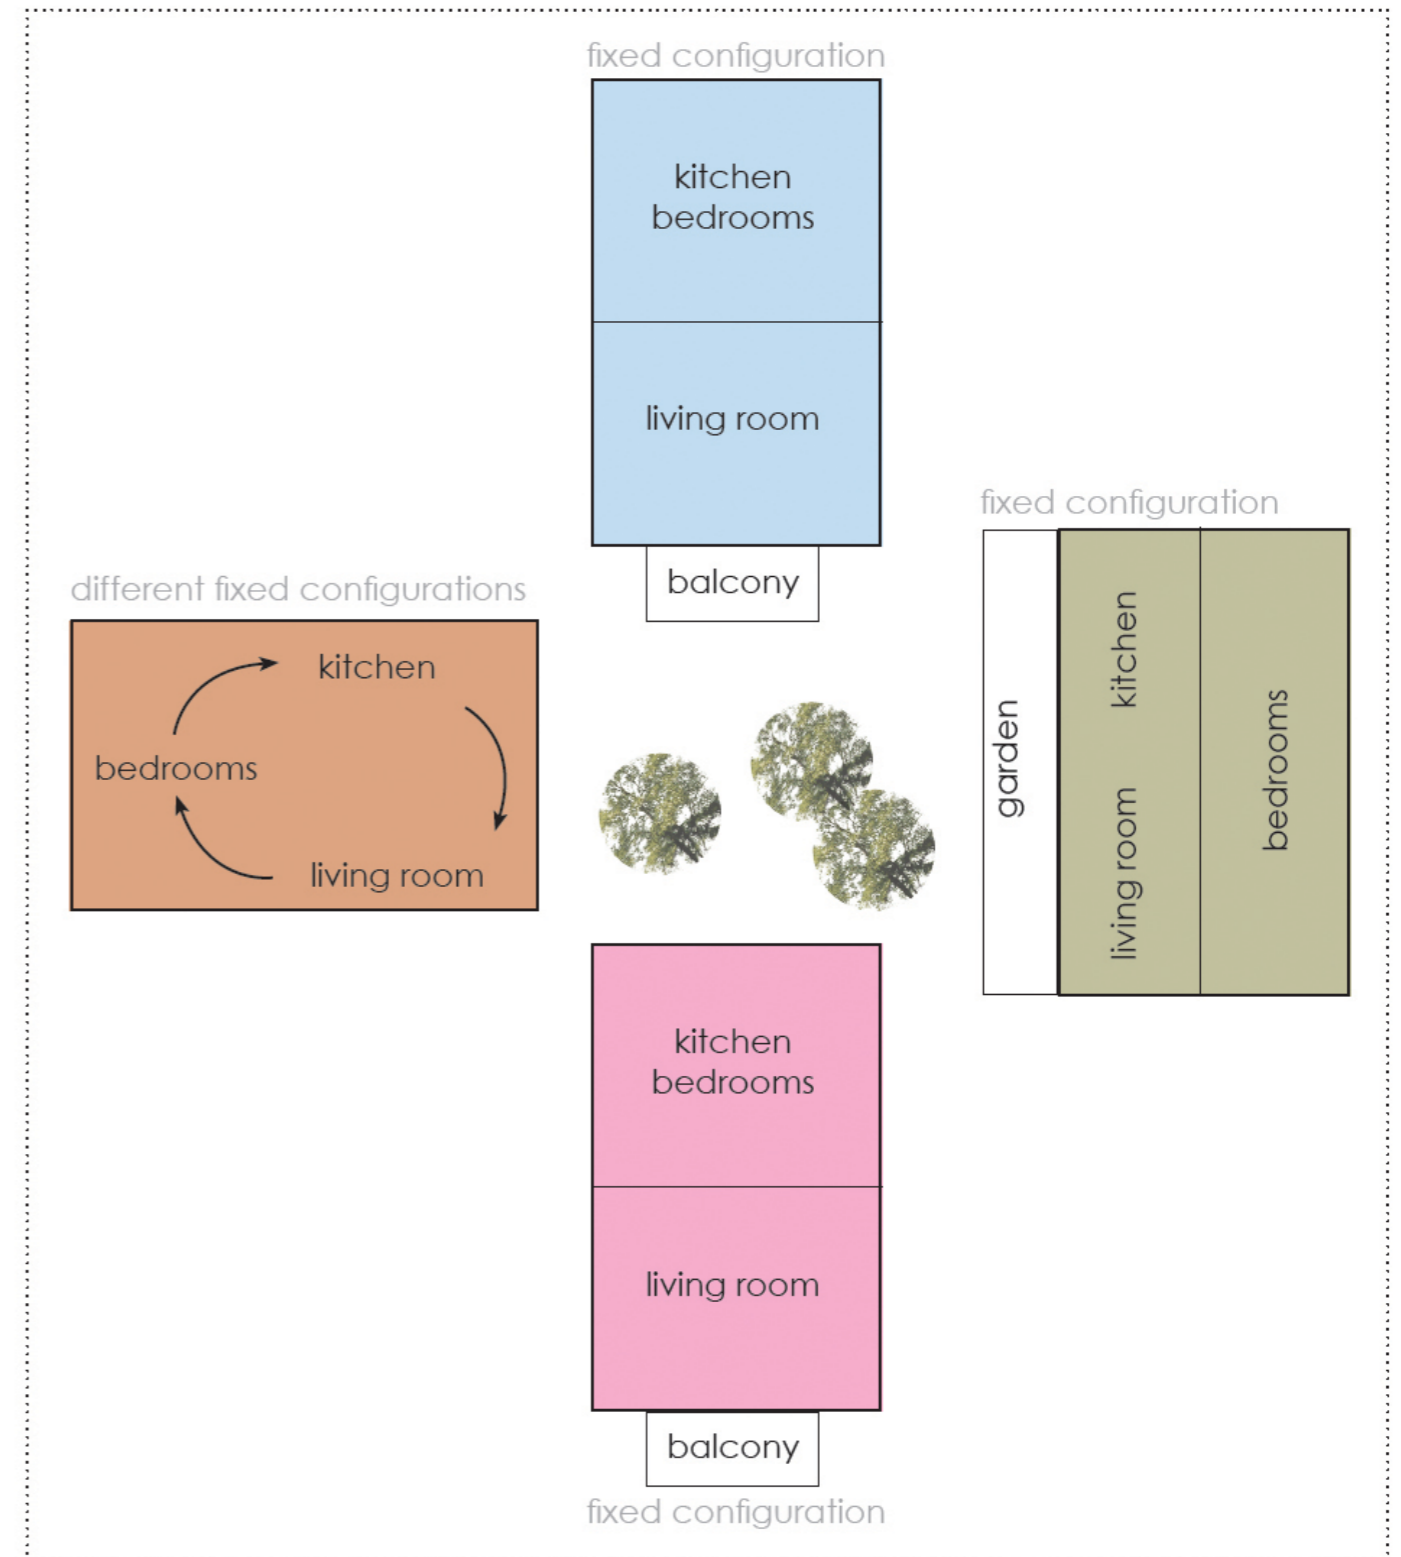 fixed configuration
kitchen
bedrooms
living room
balcony
fixed configuration
garden
kitchen
living room
bedrooms
different fixed configurations
kitchen
bedrooms
living room
kitchen
bedrooms
living room
balcony
fixed configuration